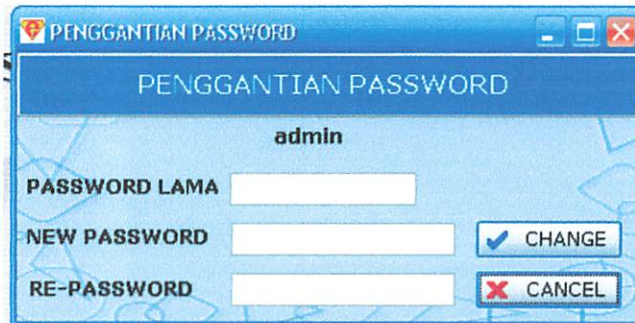 PENGGANTIAN PASSWORD
PENGGANTIAN PASSWORD
admin
PASSWORD LAMA
NEW PASSWORD
CHANGE
RE-PASSWORD
CANCEL